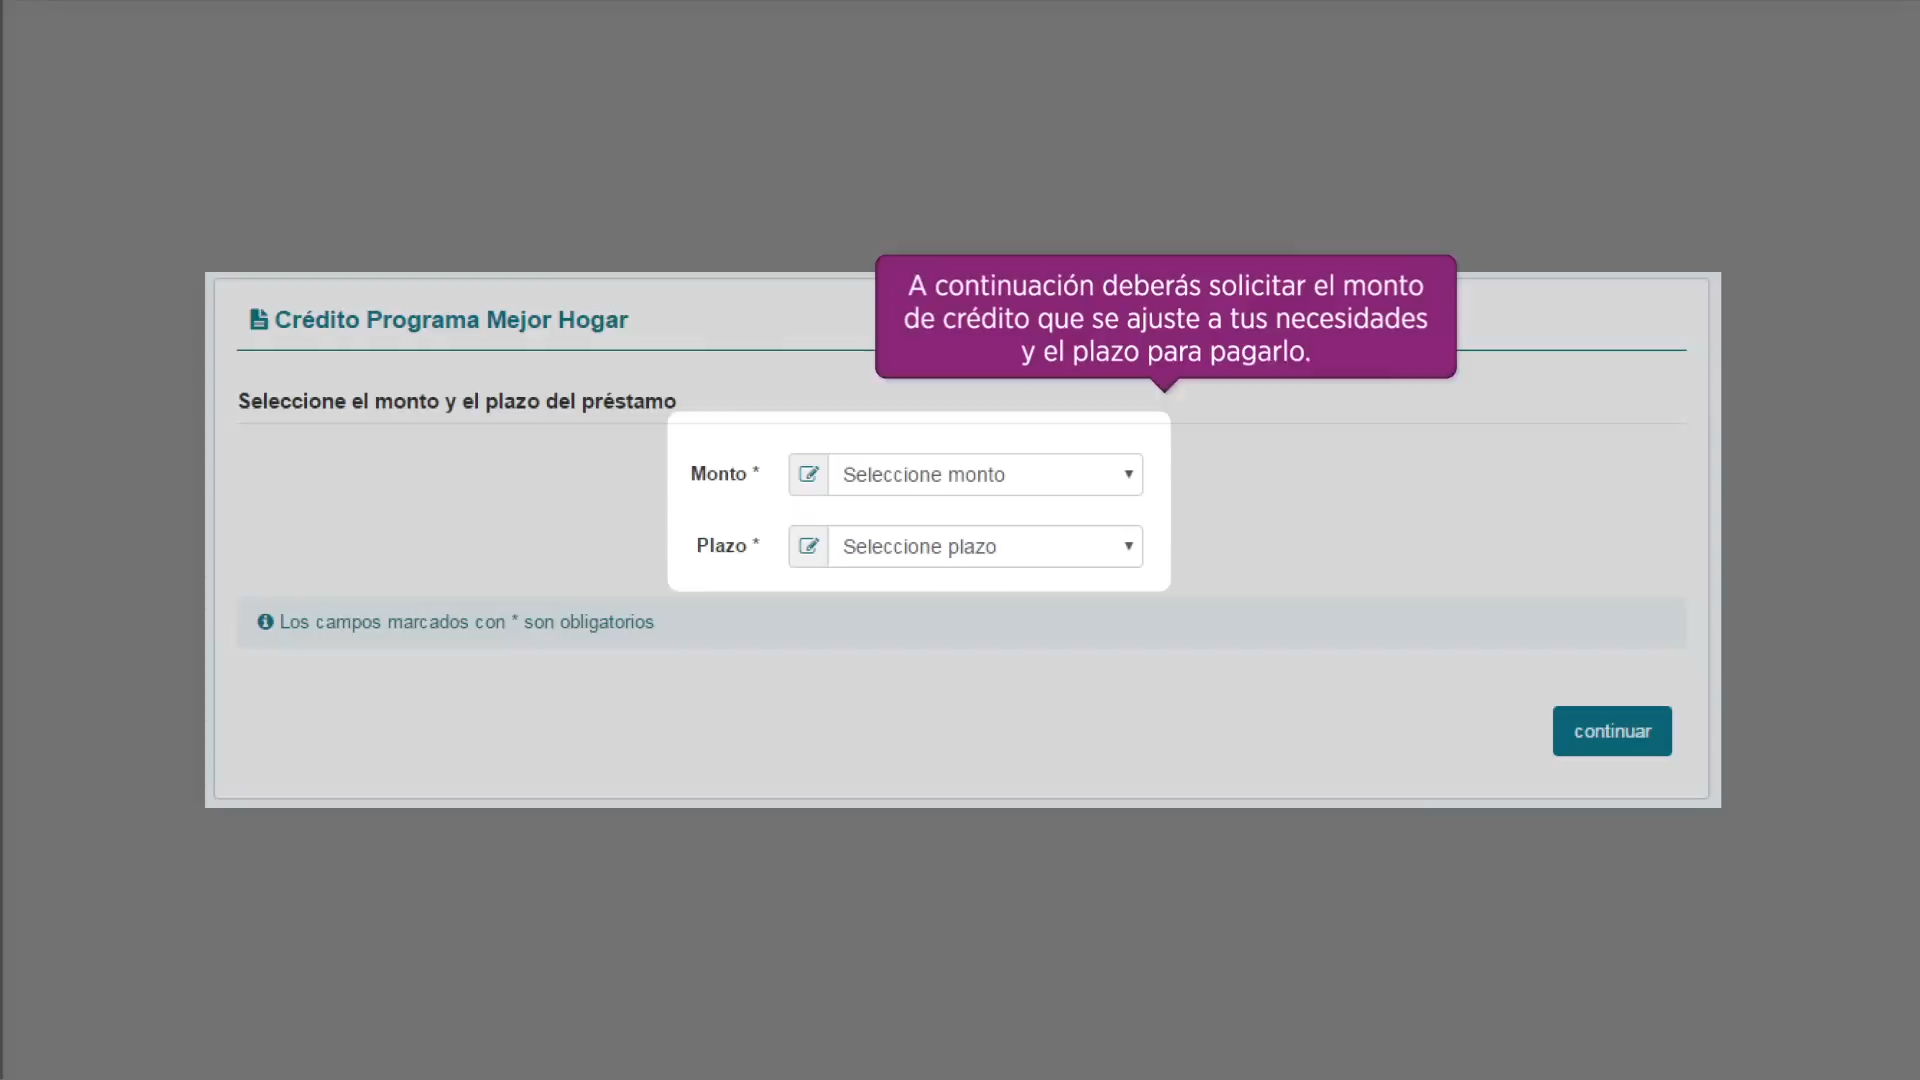 A continuación deberás solicitar el monto
de crédito que se ajuste a tus necesidades
y el plazo para pagarlo.
Crédito Programa Mejor Hogar
Seleccione el monto y el plazo del préstamo
Monto * Seleccione monto
Plazo * Seleccione plazo
Los campos marcados con * son obligatorios
continuar